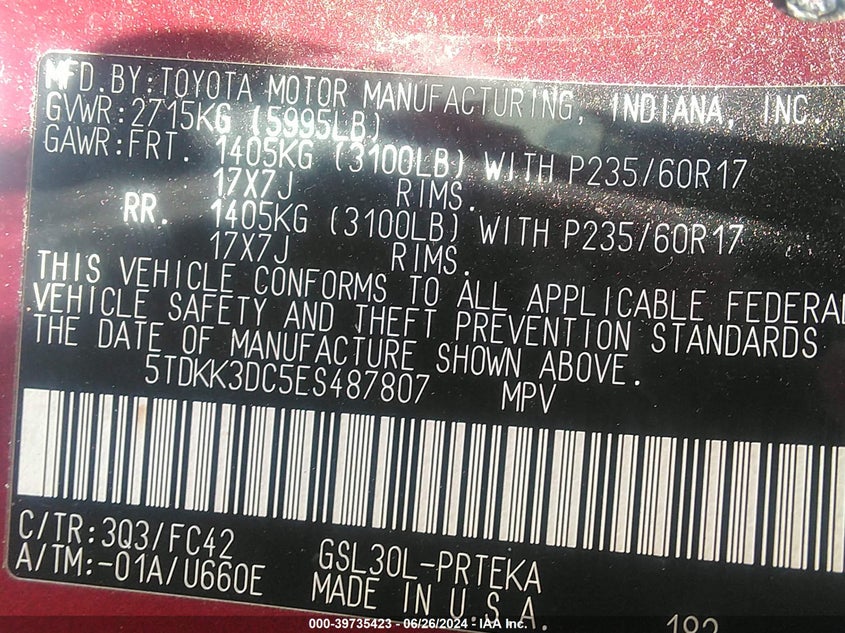 MFD.BY:TOYOTA MOTOR MANUFACTURING, INDIANA, INC.
GVWR:2715KG (5995LB)
GAWR:FRT. 1405KG (3100LB) WITH P235/60R17
17X7J RIMS.
RR. 1405KG (3100LB) WITH P235/60R17
17X7J RIMS.
THIS VEHICLE CONFORMS TO ALL APPLICABLE FEDERAL
VEHICLE SAFETY AND THEFT PREVENTION STANDARDS
THE DATE OF MANUFACTURE SHOWN ABOVE.
5TDKK3DC5ES487807 MPV
C/TR:3Q3/FC42
A/TM:-01A/U660E
GSL30L-PRTEKA
MADE IN U.S.A.
182
000-39735423 - 06/26/2024 - IAA Inc.